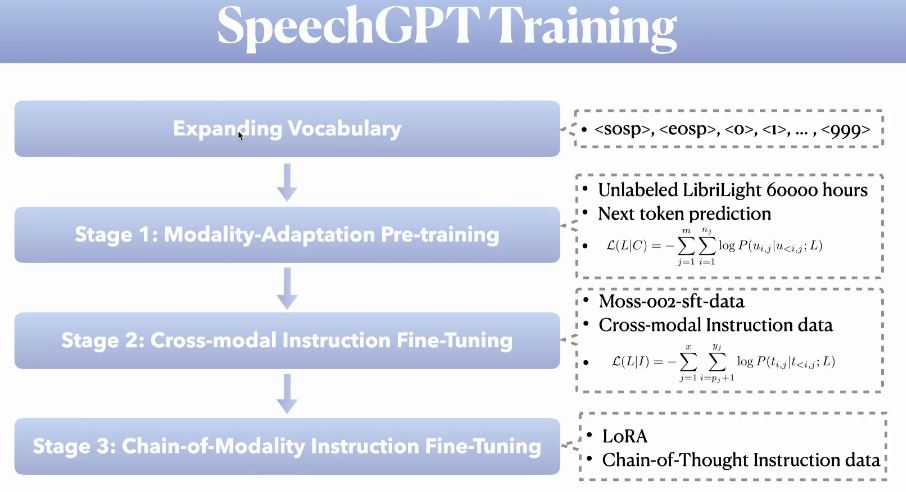 SpeechGPT Training
Expanding Vocabulary
• <sosp>, <eosp>, <0>, <1>, ... , <999>
Stage 1: Modality-Adaptation Pre-training
• Unlabeled LibriLight 60000 hours
• Next token prediction
• $\mathcal{L}(L|C) = -\sum_{j=1}^{m}\sum_{i=1}^{n_j} \log P(u_{i,j}|u_{<i,j}; L)$
Stage 2: Cross-modal Instruction Fine-Tuning
• Moss-002-sft-data
• Cross-modal Instruction data
• $\mathcal{L}(L|I) = -\sum_{j=1}^{x}\sum_{i=p_j+1}^{y_j} \log P(t_{i,j}|t_{<i,j}; L)$
Stage 3: Chain-of-Modality Instruction Fine-Tuning
• LoRA
• Chain-of-Thought Instruction data